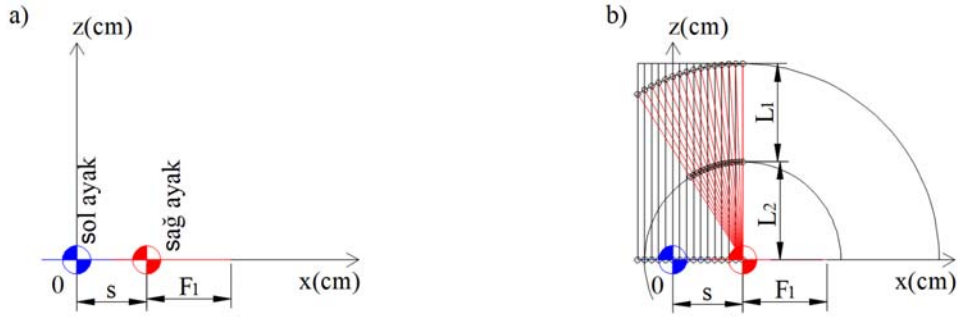 a)
z(cm)
sol ayak
sağ ayak
0
s
F₁
x(cm)
b)
z(cm)
L₁
L₂
0
s
F₁
x(cm)